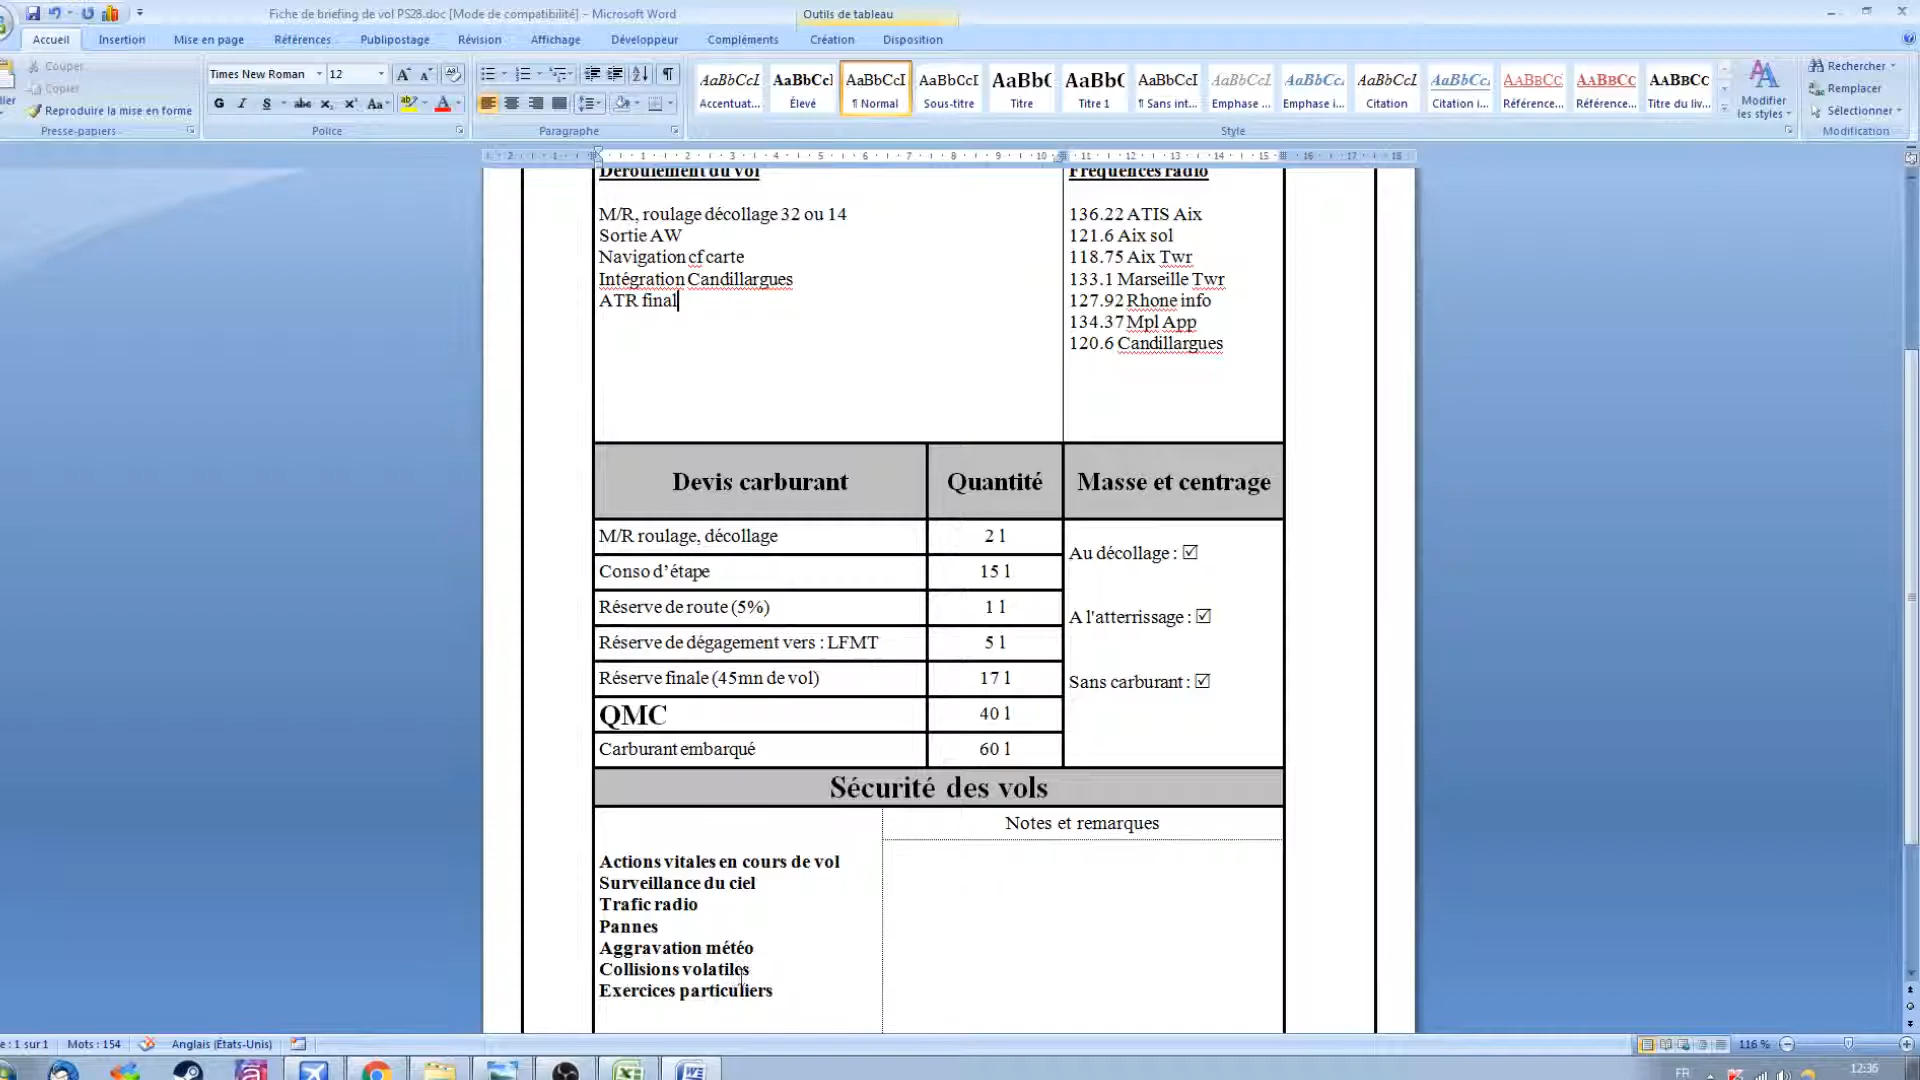 Fiche de briefing de vol PS28.doc [Mode de compatibilité] - Microsoft Word
Outils de tableau
Accueil
Insertion
Mise en page
Références
Publipostage
Révision
Affichage
Développeur
Compléments
Création
Disposition
Couper
Copier
Reproduire la mise en forme
Presse-papiers
Times New Roman
12
Police
Paragraphe
AaBbCcI AaBbCcI AaBbCcI AaBbCcI AaBb( AaBb( AaBbCcI AaBbCcI AaBbCc. AaBbCcI AaBbCcI AaBbCc AaBbCc AaBbCc
Accentuat... Élevé ¶ Normal Sous-titre Titre Titre 1 ¶ Sans int... Emphase ... Emphase i... Citation Citation i... Référence... Référence... Titre du liv...
Style
Modifier
les styles
Rechercher
Remplacer
Sélectionner
Modification
Déroulement du vol
M/R, roulage décollage 32 ou 14
Sortie AW
Navigation cf carte
Intégration Candillargues
ATR final
Fréquences radio
136.22 ATIS Aix
121.6 Aix sol
118.75 Aix Twr
133.1 Marseille Twr
127.92 Rhone info
134.37 Mpl App
120.6 Candillargues
Devis carburant
Quantité
Masse et centrage
M/R roulage, décollage 2 l
Conso d'étape 15 l
Réserve de route (5%) 1 l
Réserve de dégagement vers : LFMT 5 l
Réserve finale (45mn de vol) 17 l
QMC 40 l
Carburant embarqué 60 l
Au décollage : ☑
A l'atterrissage : ☑
Sans carburant : ☑
Sécurité des vols
Notes et remarques
Actions vitales en cours de vol
Surveillance du ciel
Trafic radio
Pannes
Aggravation météo
Collisions volatiles
Exercices particuliers
e : 1 sur 1
Mots : 154
Anglais (États-Unis)
116 %
FR
12:36